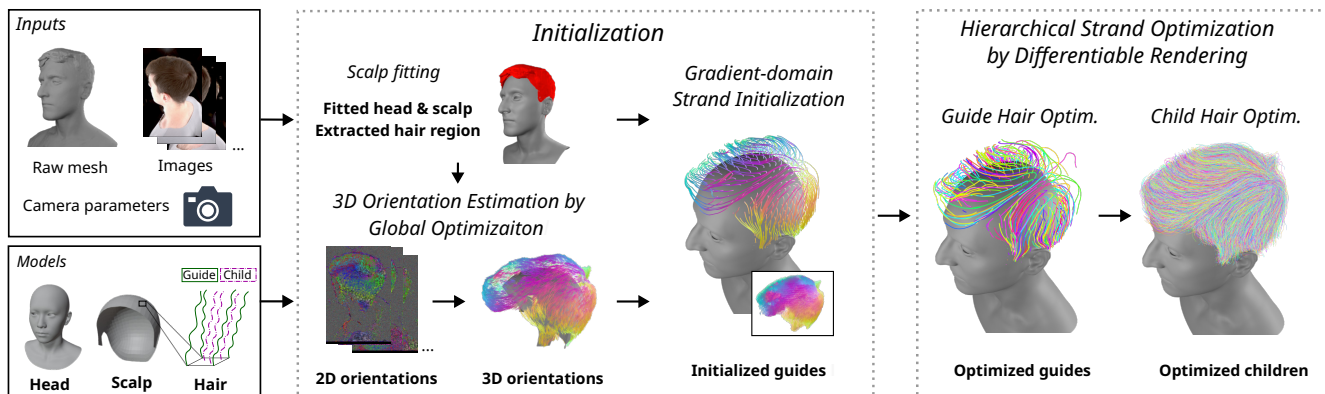 Inputs
Raw mesh
Images
...
Camera parameters
Models
Guide
Child
Head
Scalp
Hair
Initialization
Scalp fitting
Fitted head & scalp
Extracted hair region
3D Orientation Estimation by
Global Optimizaiton
...
2D orientations
3D orientations
Gradient-domain
Strand Initialization
Initialized guides
Hierarchical Strand Optimization
by Differentiable Rendering
Guide Hair Optim.
Child Hair Optim.
Optimized guides
Optimized children